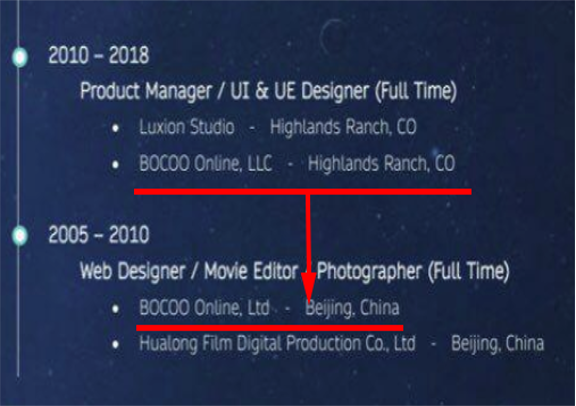 2010 – 2018
Product Manager / UI & UE Designer (Full Time)
• Luxion Studio - Highlands Ranch, CO
• BOCOO Online, LLC - Highlands Ranch, CO
2005 – 2010
Web Designer / Movie Editor / Photographer (Full Time)
• BOCOO Online, Ltd - Beijing, China
• Hualong Film Digital Production Co., Ltd - Beijing, China